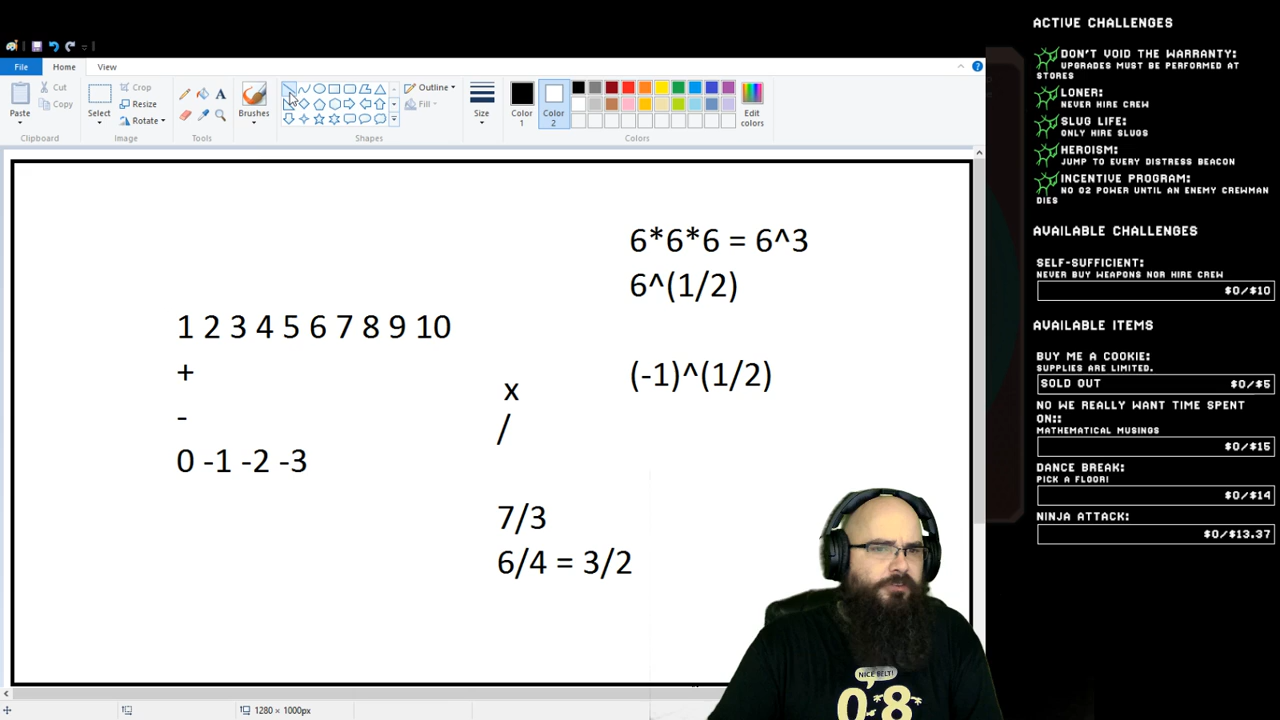 File
Home
View
Paste
Cut
Copy
Clipboard
Select
Crop
Resize
Rotate
Image
Tools
Brushes
Shapes
Outline
Fill
Size
Color 1
Color 2
Edit colors
Colors
6*6*6 = 6^3
6^(1/2)
(-1)^(1/2)
1 2 3 4 5 6 7 8 9 10
+
-
0 -1 -2 -3
x
/
7/3
6/4 = 3/2
1280 × 1000px
NICE BELT!
0 8
ACTIVE CHALLENGES
DON'T VOID THE WARRANTY:
UPGRADES MUST BE PERFORMED AT
STORES
LONER:
NEVER HIRE CREW
SLUG LIFE:
ONLY HIRE SLUGS
HEROISM:
JUMP TO EVERY DISTRESS BEACON
INCENTIVE PROGRAM:
NO O2 POWER UNTIL AN ENEMY CREWMAN
DIES
AVAILABLE CHALLENGES
SELF-SUFFICIENT:
NEVER BUY WEAPONS NOR HIRE CREW
$0/$10
AVAILABLE ITEMS
BUY ME A COOKIE:
SUPPLIES ARE LIMITED.
SOLD OUT $0/$5
NO WE REALLY WANT TIME SPENT
ON::
MATHEMATICAL MUSINGS
$0/$15
DANCE BREAK:
PICK A FLOOR!
$0/$14
NINJA ATTACK:
$0/$13.37